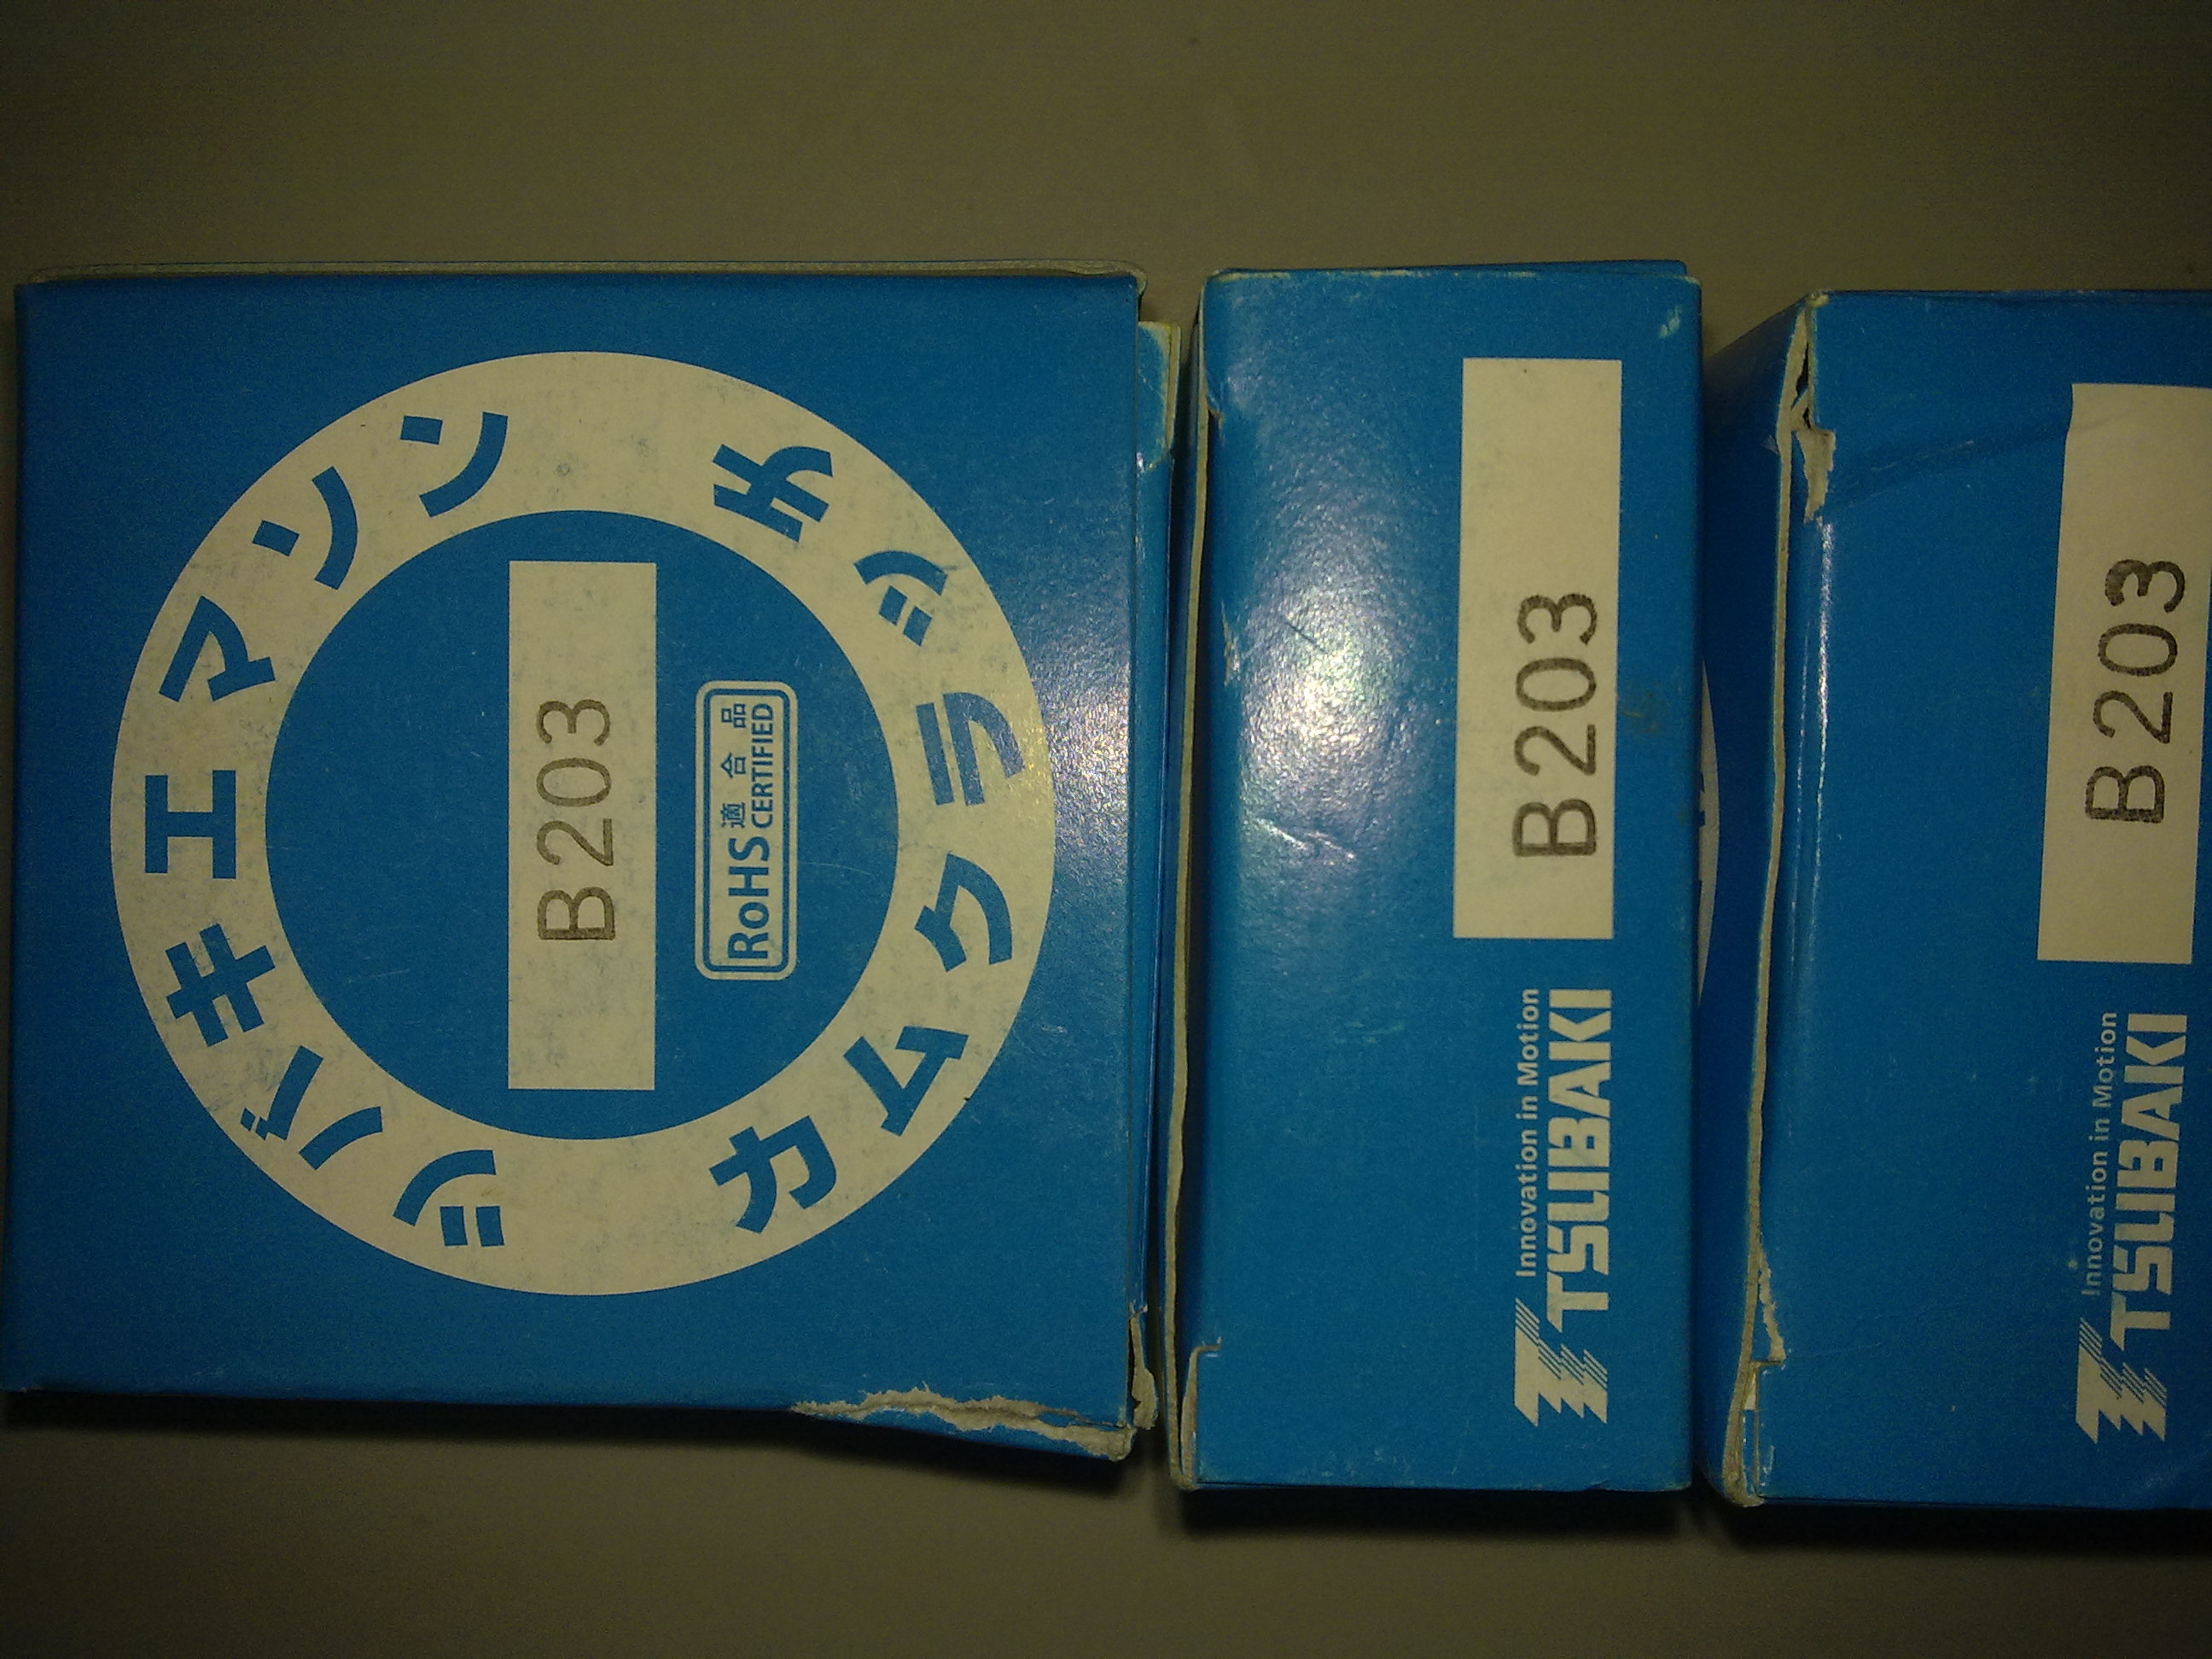 ツバキエマソン
B203
RoHS 適合品
CERTIFIED
カムクラッチ
B203
Innovation in Motion
TSUBAKI
B203
Innovation in Motion
TSUBAKI